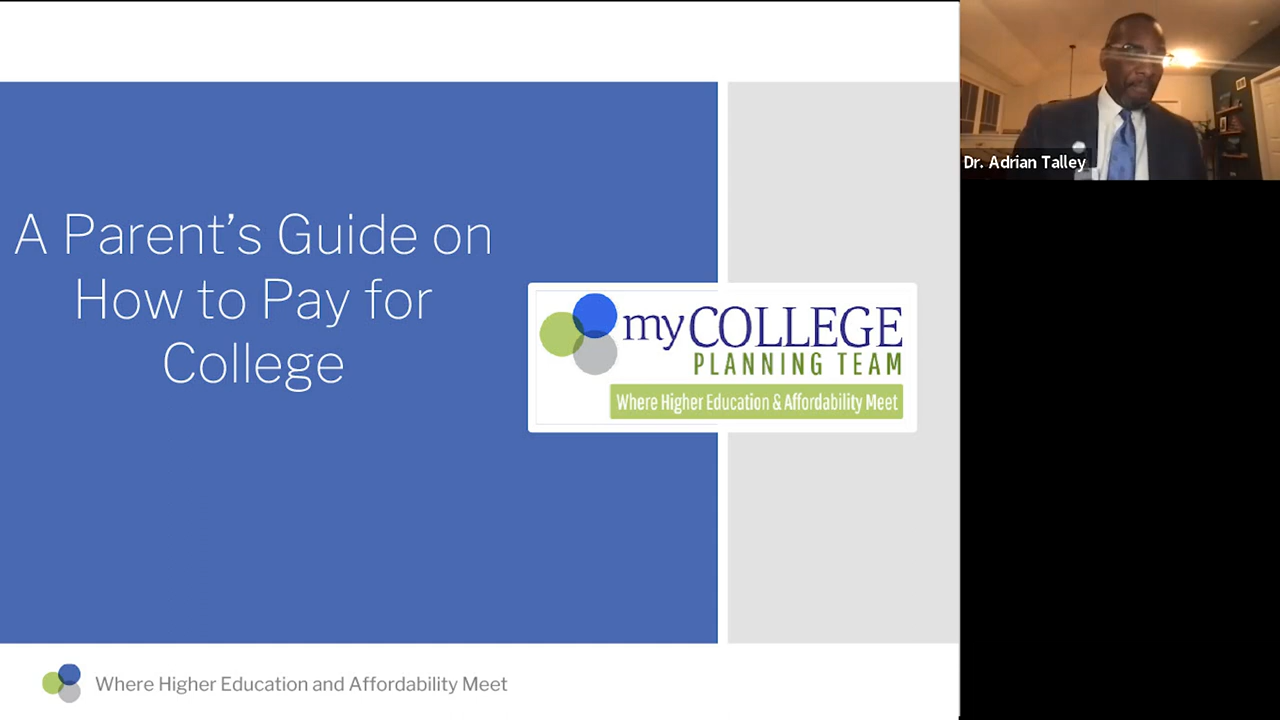 A Parent’s Guide on
How to Pay for
College
myCOLLEGE
PLANNING TEAM
Where Higher Education & Affordability Meet
Where Higher Education and Affordability Meet
Dr. Adrian Talley